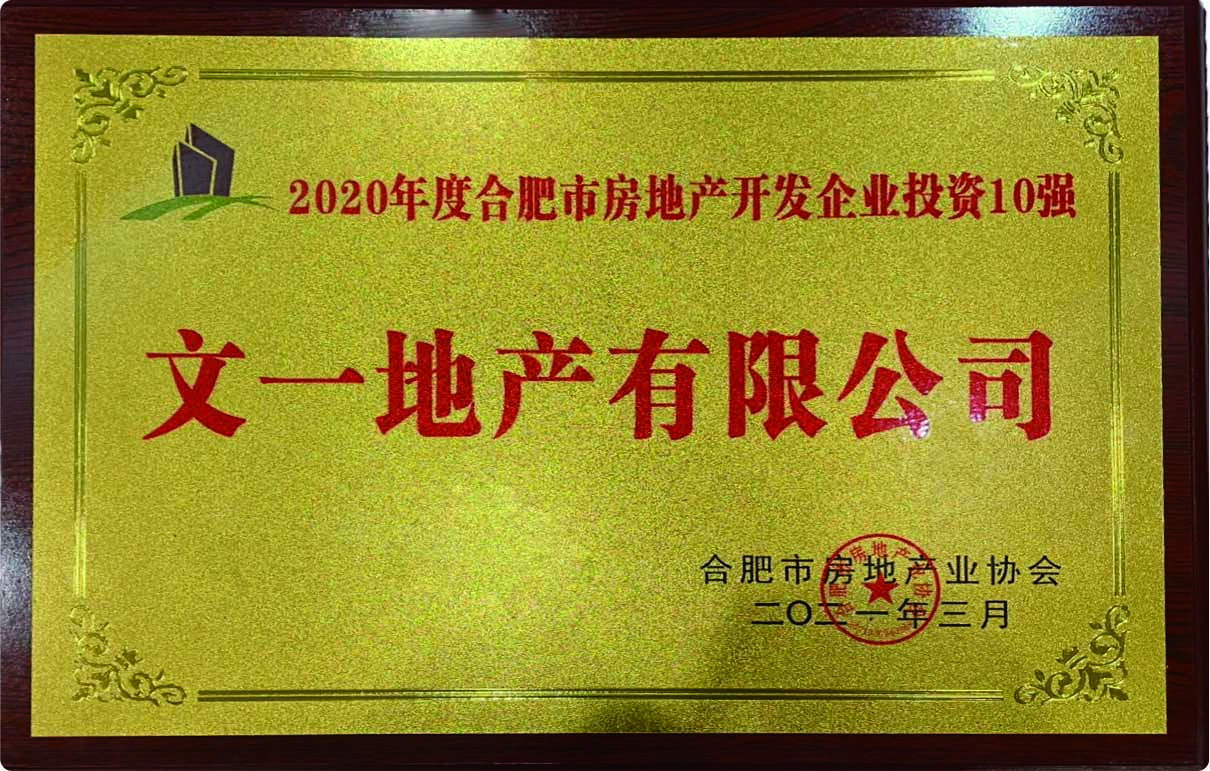 2020年度合肥市房地产开发企业投资10强
文一地产有限公司
合肥市房地产业协会
二〇二一年三月